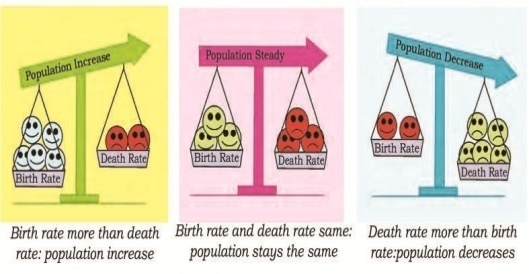 Population Increase
Birth Rate
Death Rate
Birth rate more than death
rate: population increase
Population Steady
Birth Rate
Death Rate
Birth rate and death rate same:
population stays the same
Population Decrease
Birth Rate
Death Rate
Death rate more than birth
rate:population decreases